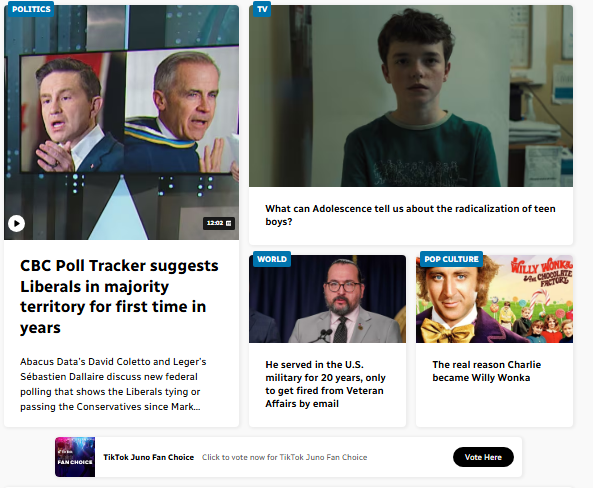 POLITICS
12:02
CBC Poll Tracker suggests
Liberals in majority
territory for first time in
years
Abacus Data's David Coletto and Leger's
Sébastien Dallaire discuss new federal
polling that shows the Liberals tying or
passing the Conservatives since Mark...
TV
What can Adolescence tell us about the radicalization of teen
boys?
WORLD
He served in the U.S.
military for 20 years, only
to get fired from Veteran
Affairs by email
POP CULTURE
WILLY WONKA
& THE CHOCOLATE
FACTORY
The real reason Charlie
became Willy Wonka
FAN CHOICE
TikTok Juno Fan Choice Click to vote now for TikTok Juno Fan Choice
Vote Here